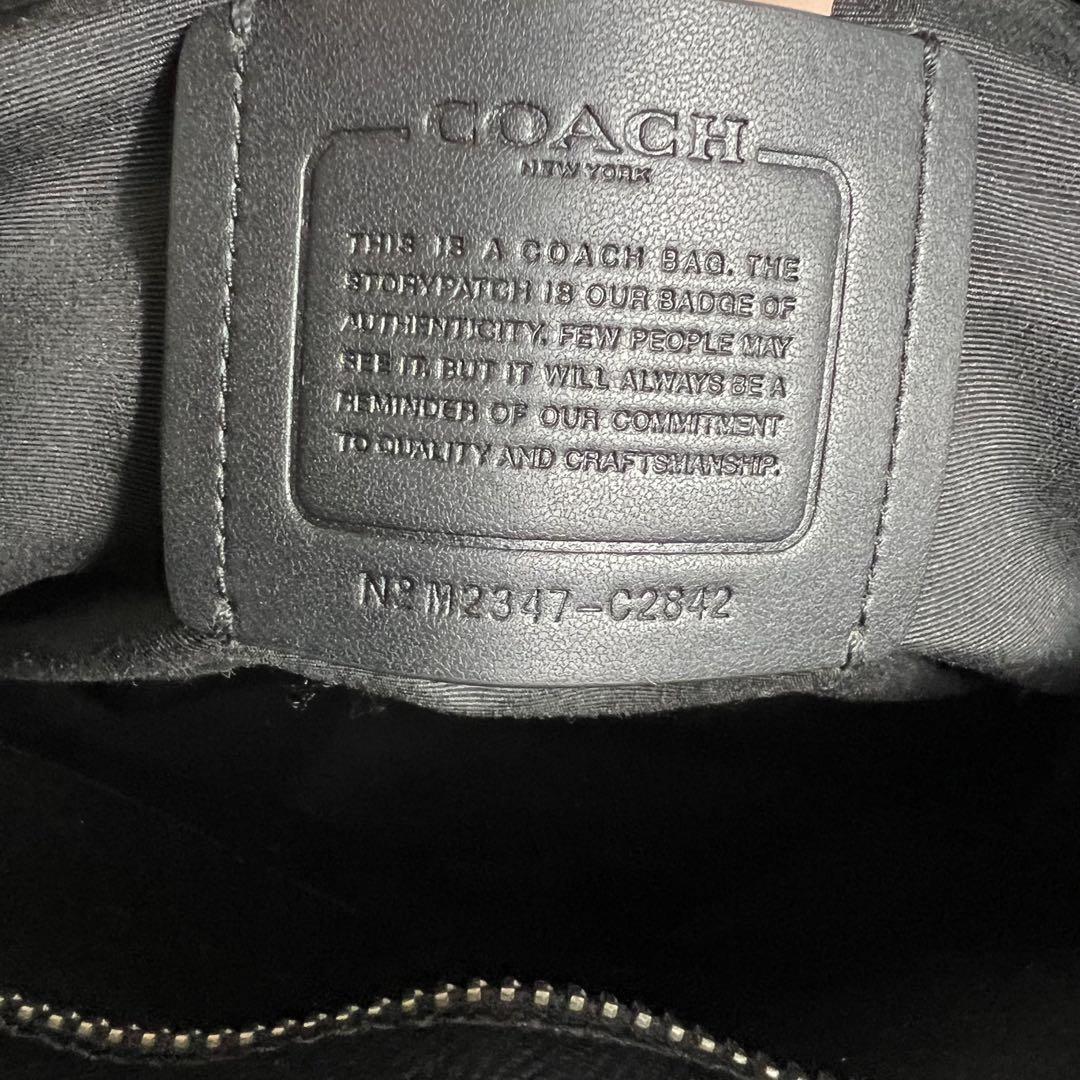 COACH
NEW YORK
THIS IS A COACH BAG. THE
STORYPATCH IS OUR BADGE OF
AUTHENTICITY. FEW PEOPLE MAY
SEE IT, BUT IT WILL ALWAYS BE A
REMINDER OF OUR COMMITMENT
TO QUALITY AND CRAFTSMANSHIP.
Nº M2347-C2842